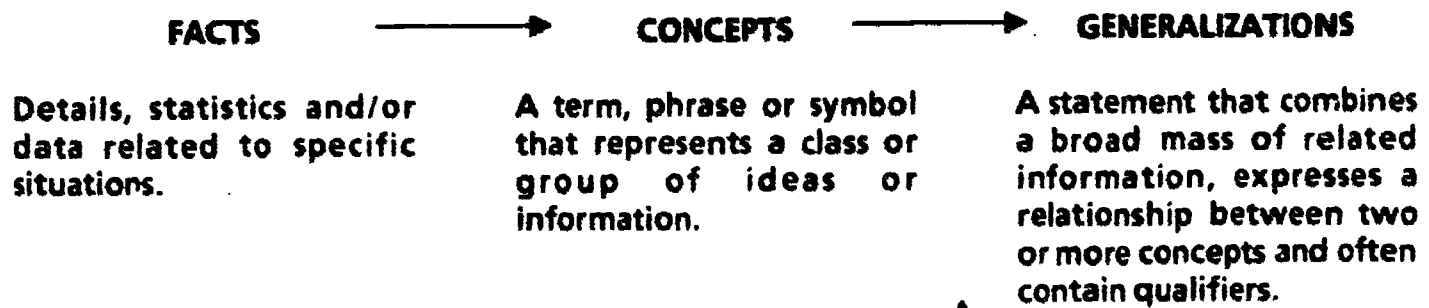 FACTS → CONCEPTS → GENERALIZATIONS
Details, statistics and/or
data related to specific
situations.
A term, phrase or symbol
that represents a class or
group of ideas or
information.
A statement that combines
a broad mass of related
information, expresses a
relationship between two
or more concepts and often
contain qualifiers.